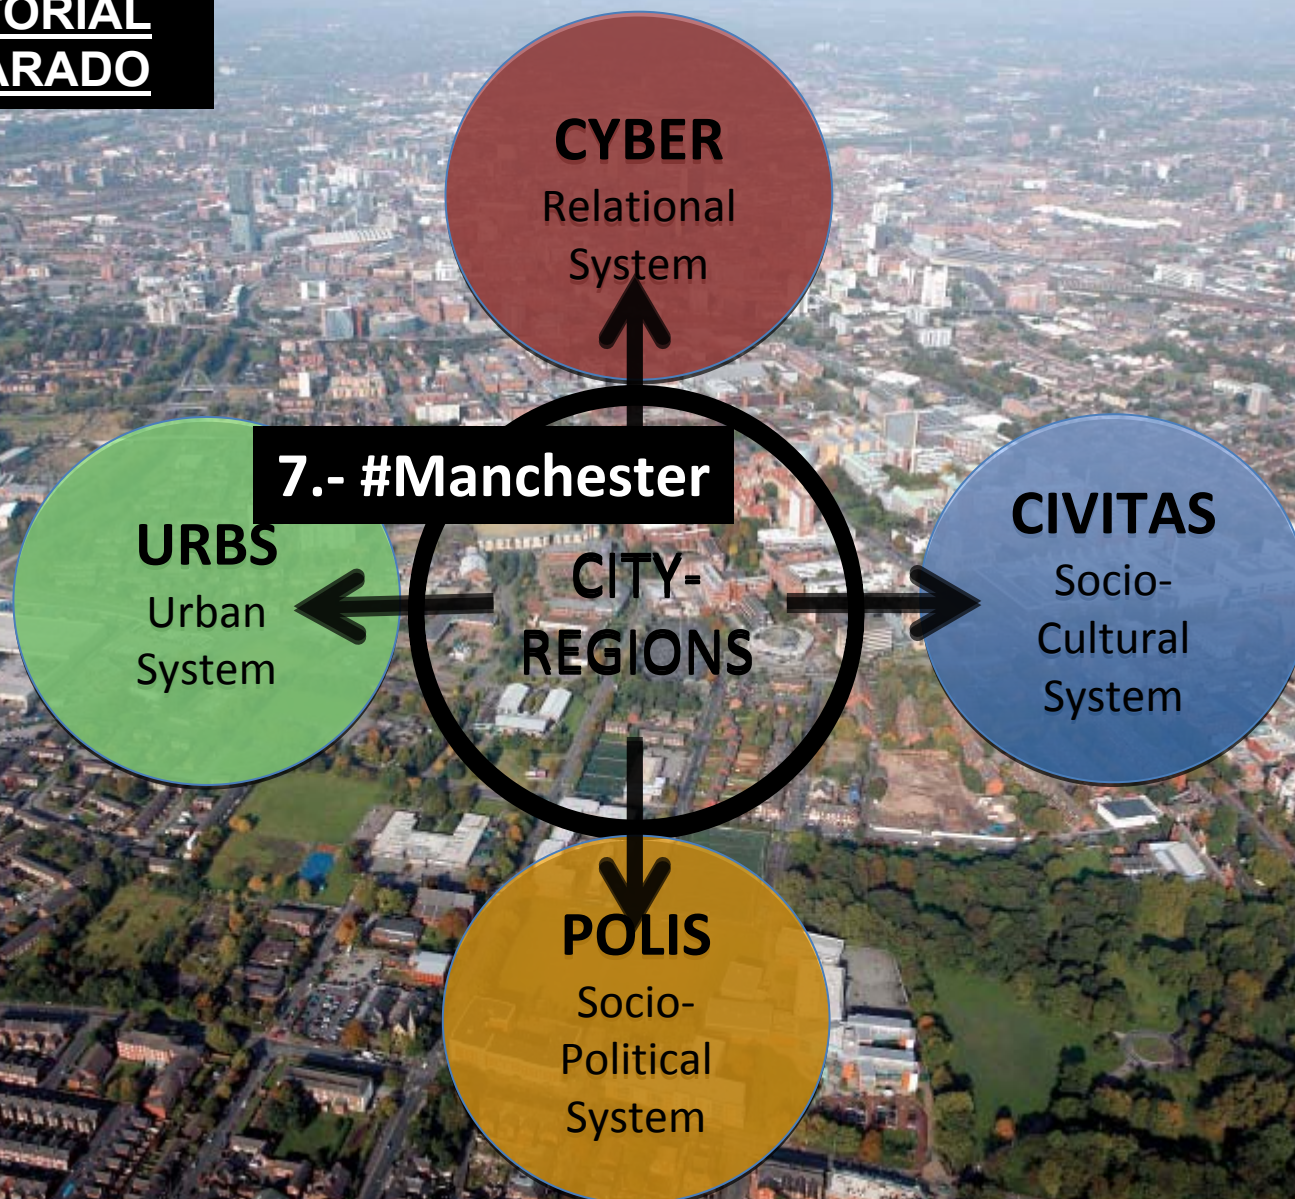 TORIAL
ARADO
CYBER
Relational
System
7.- #Manchester
URBS
Urban
System
CITY-
REGIONS
CIVITAS
Socio-
Cultural
System
POLIS
Socio-
Political
System